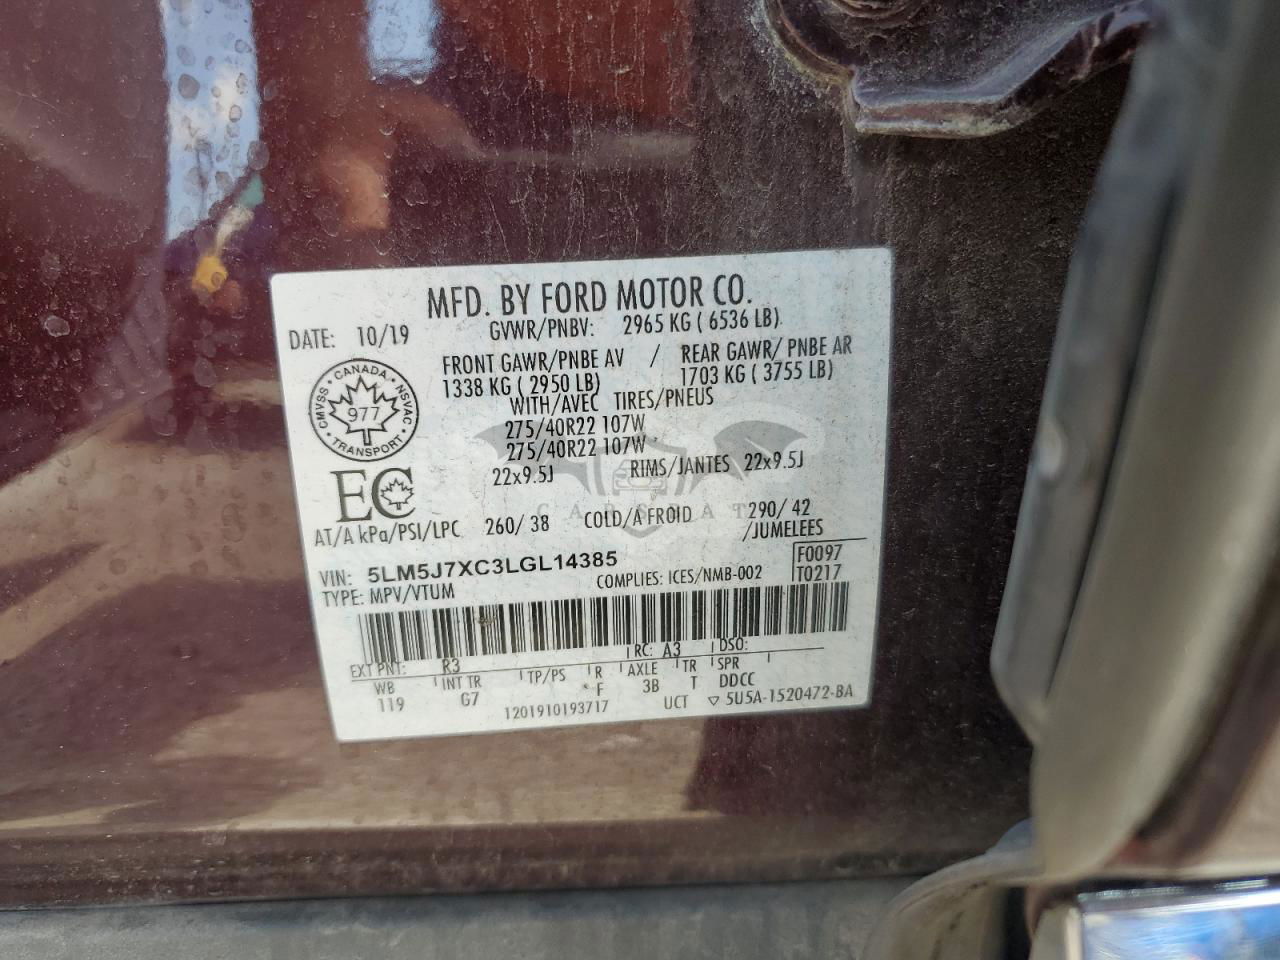 MFD. BY FORD MOTOR CO.
DATE: 10/19
GVWR/PNBV: 2965 KG ( 6536 LB)
FRONT GAWR/PNBE AV / REAR GAWR/ PNBE AR
1338 KG ( 2950 LB) 1703 KG ( 3755 LB)
WITH/AVEC TIRES/PNEUS
275/40R22 107W
275/40R22 107W
22x9.5J RIMS/JANTES 22x9.5J
CANADA
CMVSS 977 NSVAC
TRANSPORT
EC
AT/A kPa/PSI/LPC 260/ 38 COLD/A FROID 290/ 42
/JUMELEES
VIN: 5LM5J7XC3LGL14385
F0097
TYPE: MPV/VTUM COMPLIES: ICES/NMB-002 T0217
EXT PNT: R3 RC: A3 DSO:
WB INT TR TP/PS R AXLE TR SPR
119 G7 F 3B T DDCC
1201910193717 UCT ▽ 5U5A-1520472-BA